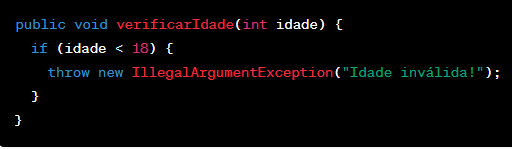 public void verificarIdade(int idade) {
  if (idade < 18) {
    throw new IllegalArgumentException("Idade inválida!");
  }
}